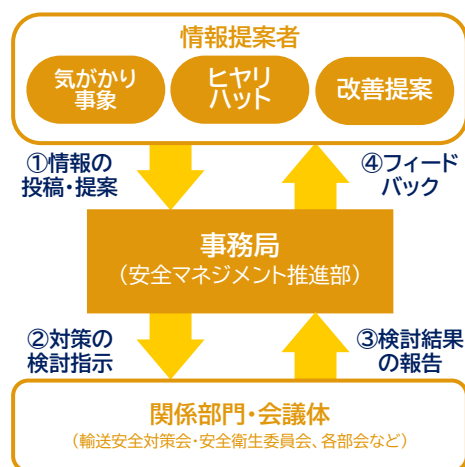 情報提案者
気がかり
事象
ヒヤリ
ハット
改善提案
①情報の
投稿・提案
④フィード
バック
事務局
（安全マネジメント推進部）
②対策の
検討指示
③検討結果
の報告
関係部門・会議体
（輸送安全対策会・安全衛生委員会、各部会など）